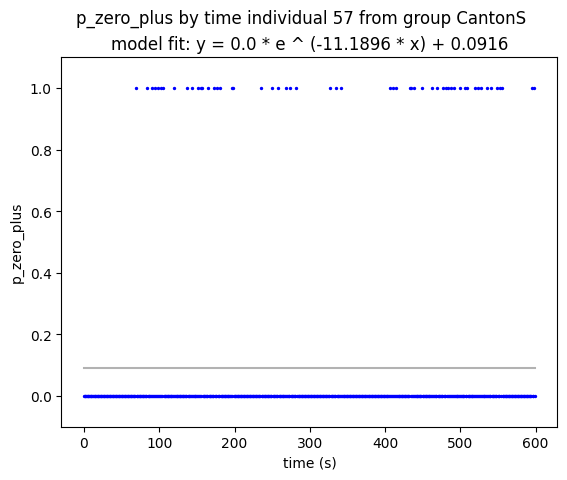 p_zero_plus by time individual 57 from group CantonS
model fit: y = 0.0 * e ^ (-11.1896 * x) + 0.0916
1.0
0.8
0.6
0.4
0.2
0.0
p_zero_plus
0 100 200 300 400 500 600
time (s)